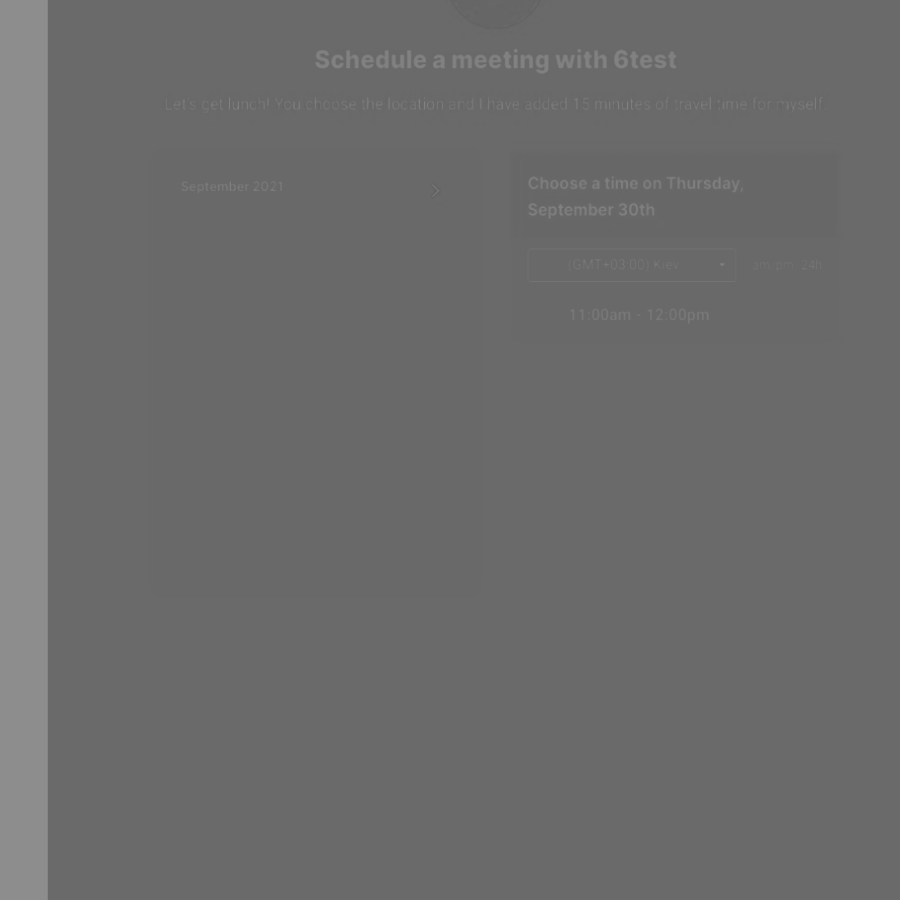 Schedule a meeting with 6test
Let's get lunch! You choose the location and I have added 15 minutes of travel time for myself
September 2021
Choose a time on Thursday,
September 30th
(GMT+03:00) Kiev
am/pm 24h
11:00am - 12:00pm